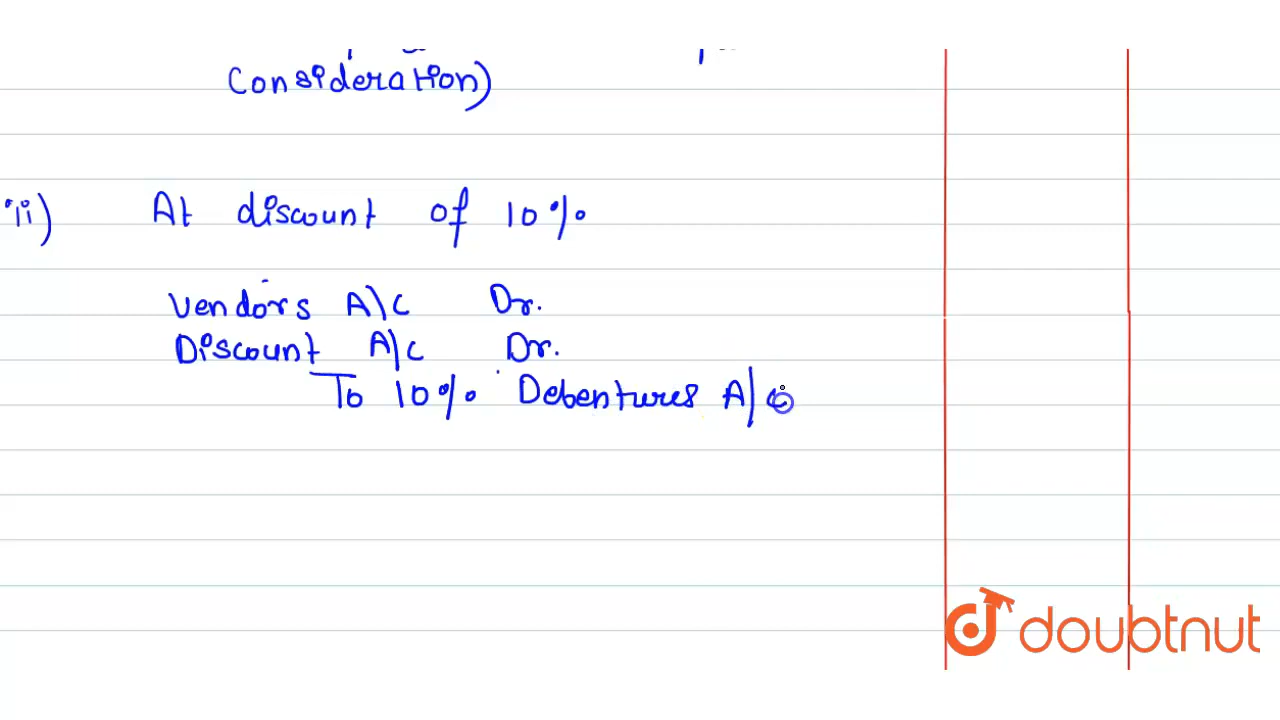 Consideration)
ii) At discount of 10%
Vendors A/C Dr.
Discount A/C Dr.
To 10% Debentures A/C
doubtnut